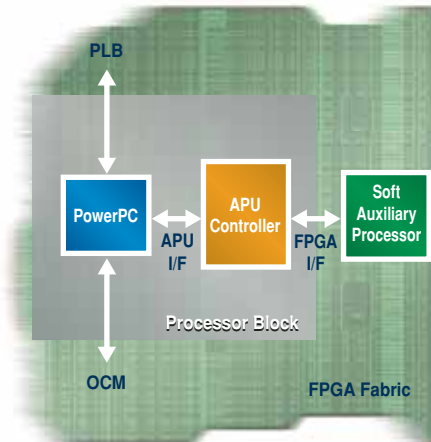 PLB
PowerPC
APU
I/F
APU
Controller
FPGA
I/F
Soft
Auxiliary
Processor
Processor Block
OCM
FPGA Fabric